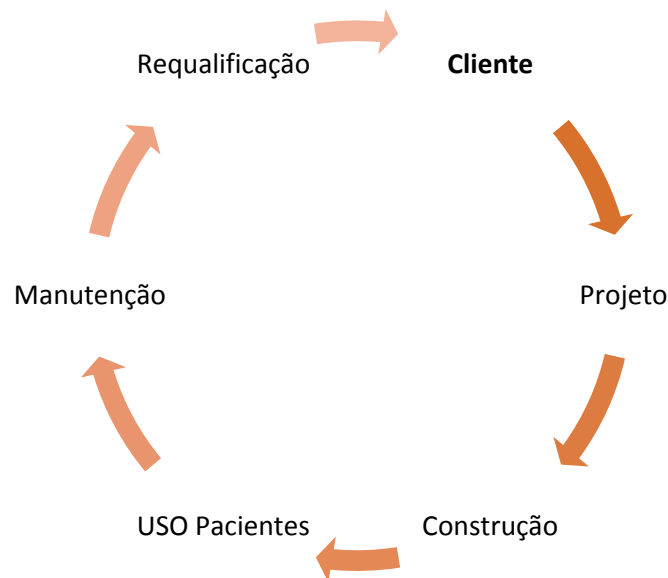 Requalificação
Cliente
Manutenção
Projeto
USO Pacientes
Construção